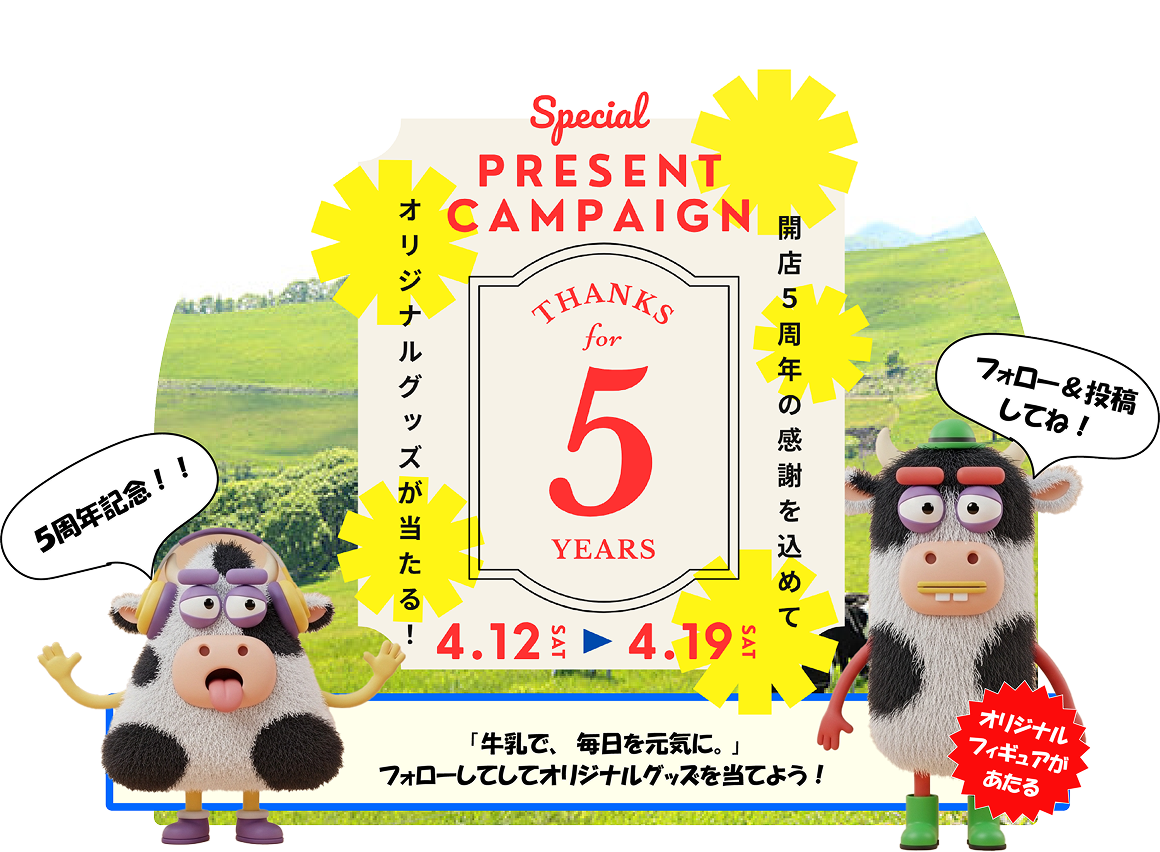 Special
PRESENT
CAMPAIGN
開店5周年の感謝を込めて
オリジナルグッズが当たる！
THANKS
for
5
YEARS
4.12 SAT ▶ 4.19 SAT
5周年記念！！
フォロー＆投稿
してね！
「牛乳で、毎日を元気に。」
フォローしてしてオリジナルグッズを当てよう！
オリジナル
フィギュアが
あたる